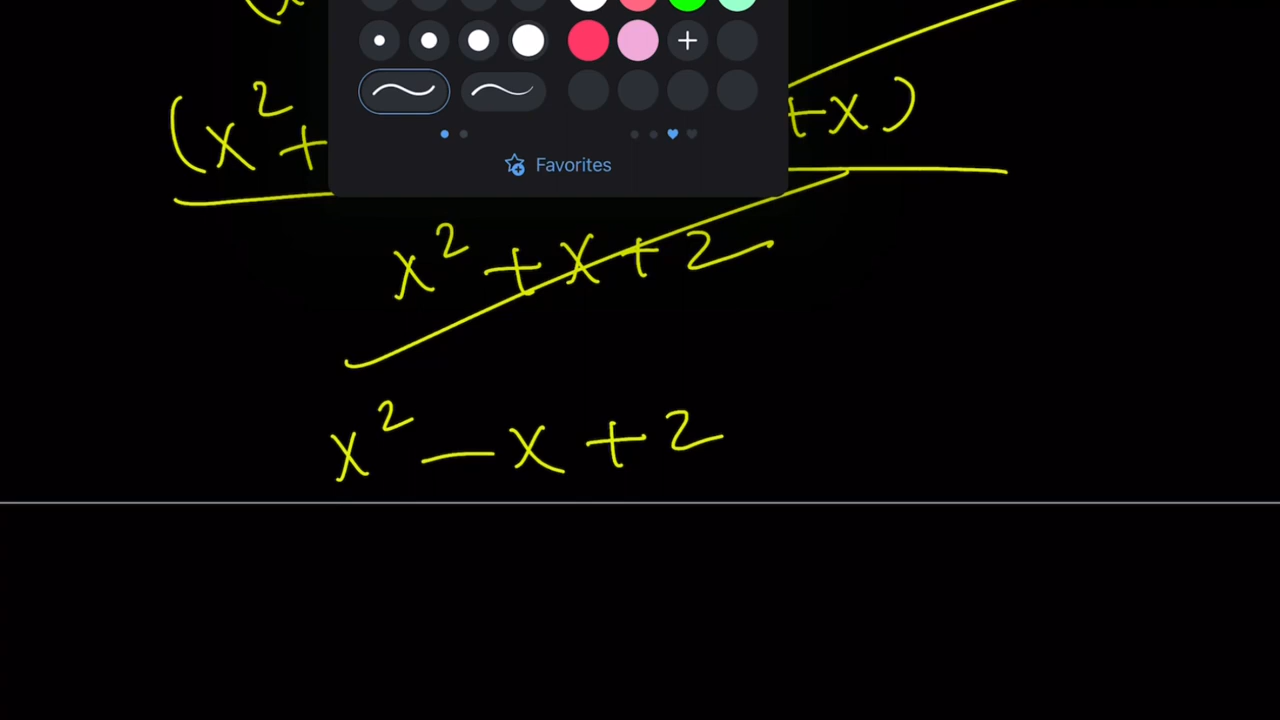 (x
(x² + +x)
Favorites
x² + x + 2
x² – x + 2